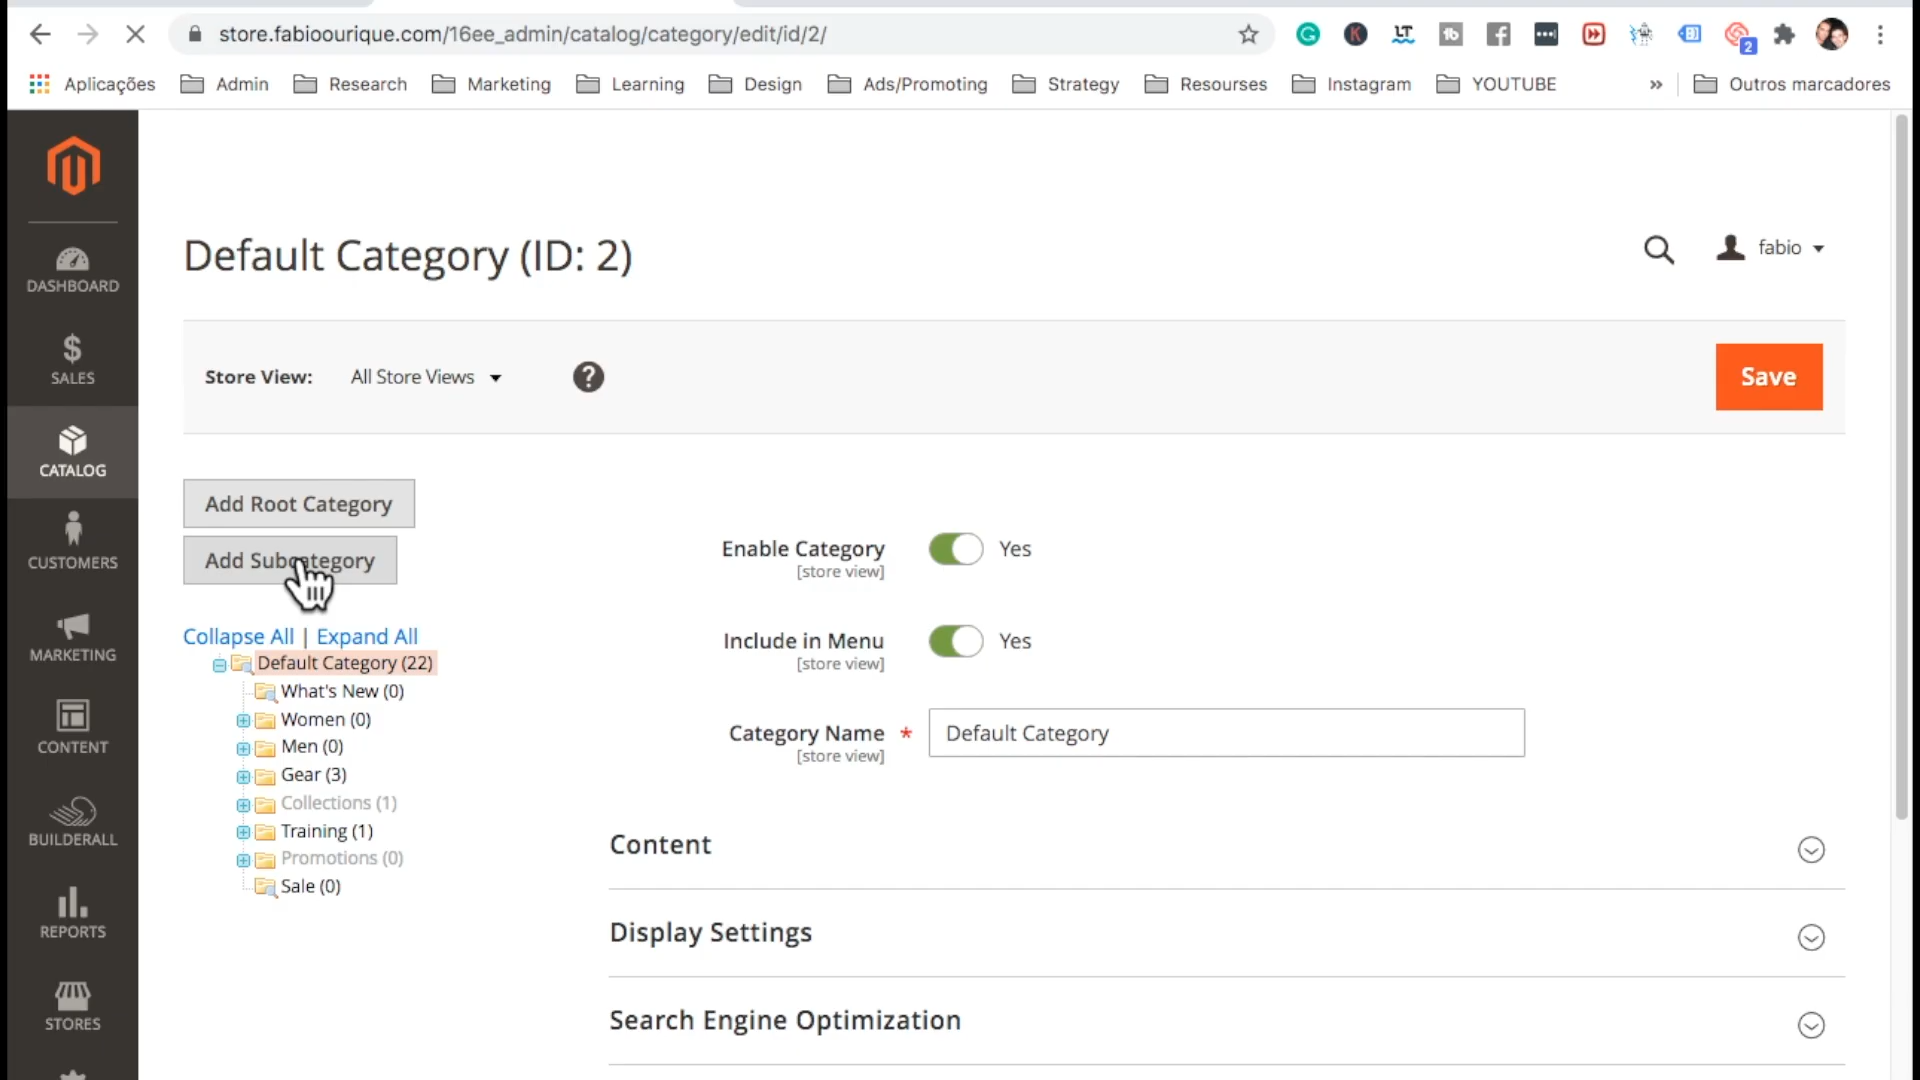 store.fabioourique.com/16ee_admin/catalog/category/edit/id/2/
G K LT tb 2
Aplicações Admin Research Marketing Learning Design Ads/Promoting Strategy Resourses Instagram YOUTUBE » Outros marcadores
DASHBOARD
SALES
CATALOG
CUSTOMERS
MARKETING
CONTENT
BUILDERALL
REPORTS
STORES
Default Category (ID: 2)
fabio
Store View: All Store Views ?
Save
Add Root Category
Add Subcategory
Collapse All | Expand All
Default Category (22)
What's New (0)
Women (0)
Men (0)
Gear (3)
Collections (1)
Training (1)
Promotions (0)
Sale (0)
Enable Category
[store view]
Yes
Include in Menu
[store view]
Yes
Category Name *
[store view]
Default Category
Content
Display Settings
Search Engine Optimization